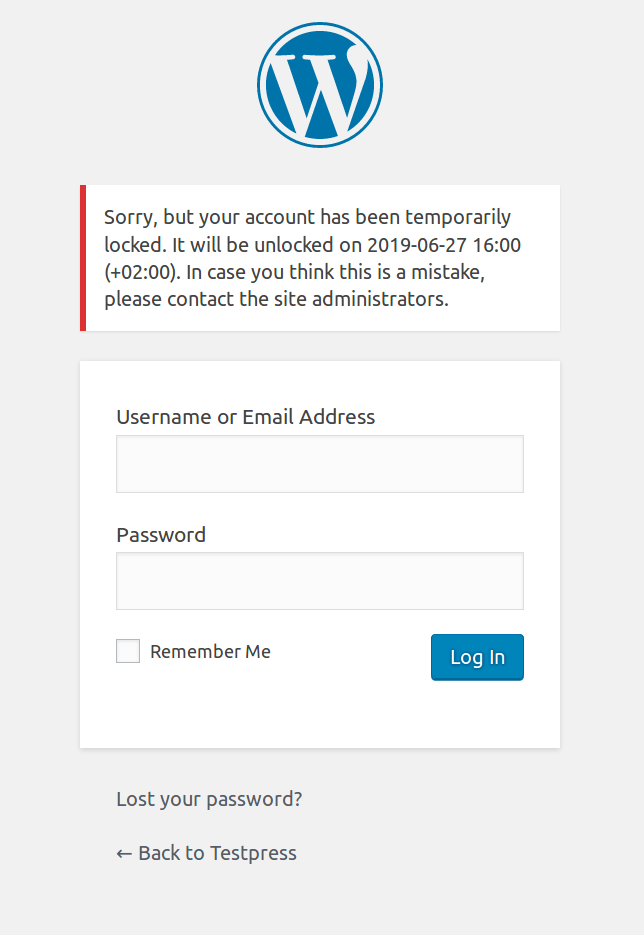 Sorry, but your account has been temporarily
locked. It will be unlocked on 2019-06-27 16:00
(+02:00). In case you think this is a mistake,
please contact the site administrators.
Username or Email Address
Password
Remember Me
Log In
Lost your password?
← Back to Testpress